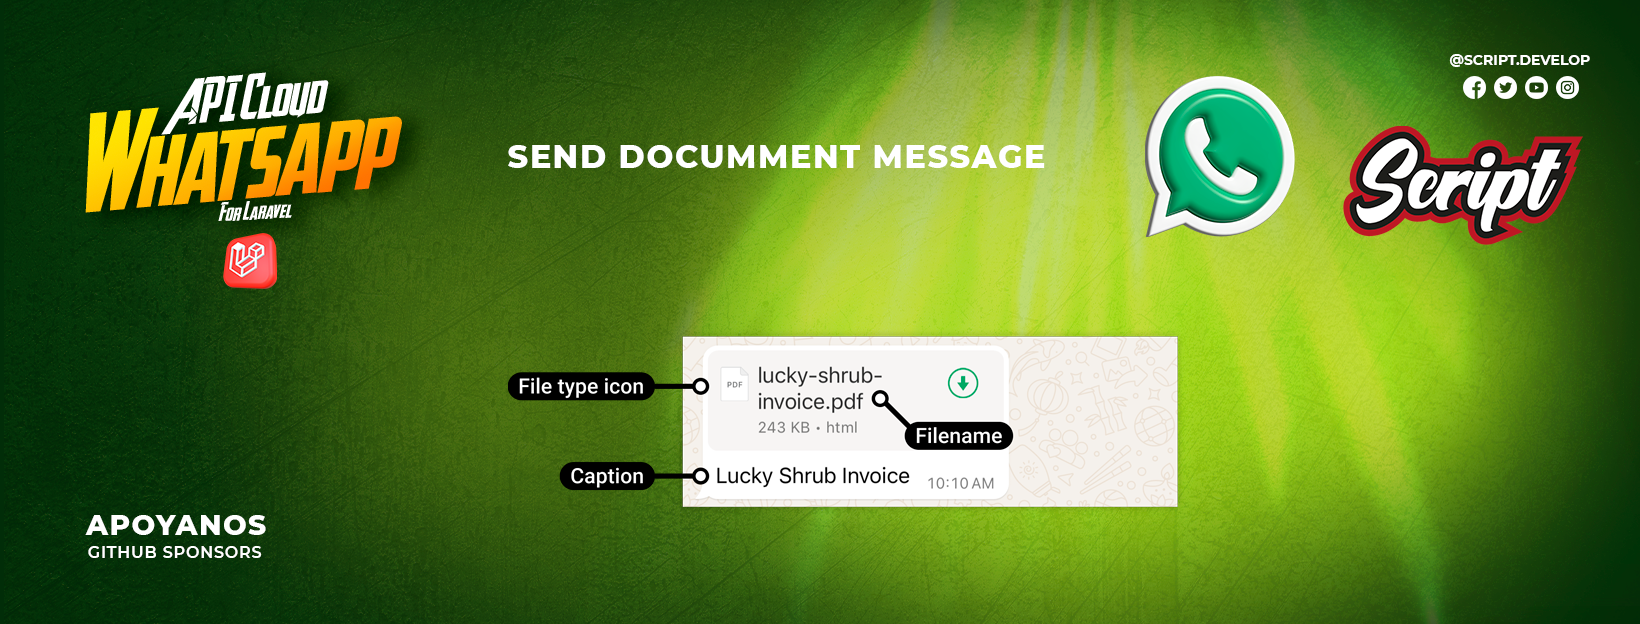 API CLOUD
WHATSAPP
FOR LARAVEL
SEND DOCUMMENT MESSAGE
@SCRIPT.DEVELOP
Script
File type icon
PDF
lucky-shrub-
invoice.pdf
243 KB • html
Filename
Caption
Lucky Shrub Invoice
10:10 AM
APOYANOS
GITHUB SPONSORS